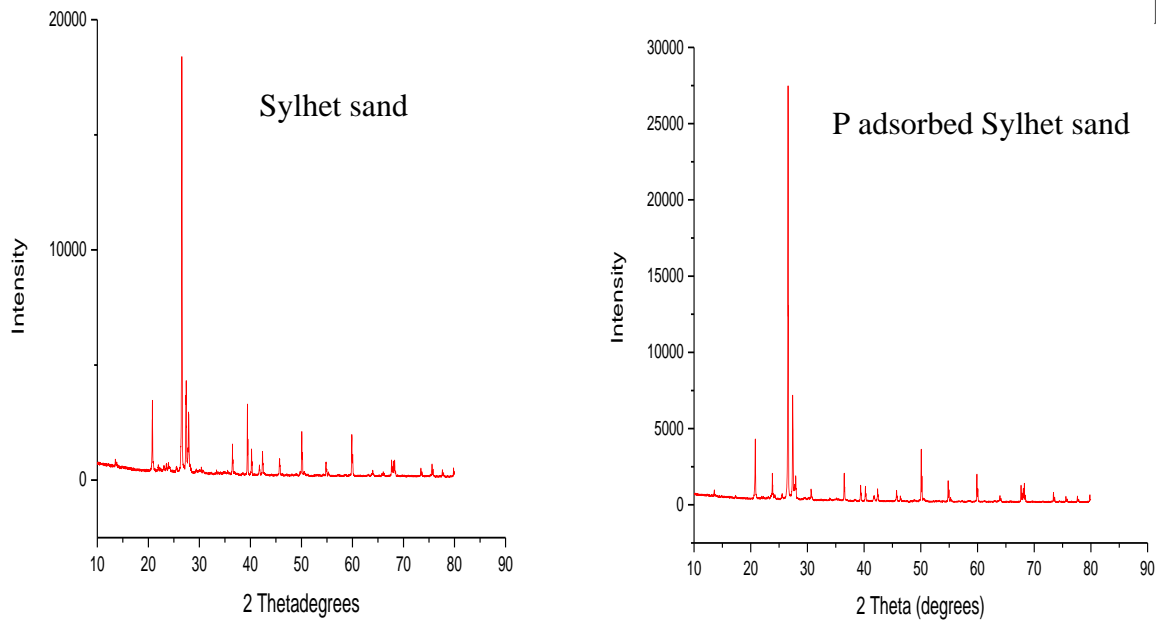 20000
10000
0
Intensity
Sylhet sand
10 20 30 40 50 60 70 80 90
2 Thetadegrees
30000
25000
20000
15000
10000
5000
0
Intensity
P adsorbed Sylhet sand
10 20 30 40 50 60 70 80 90
2 Theta (degrees)